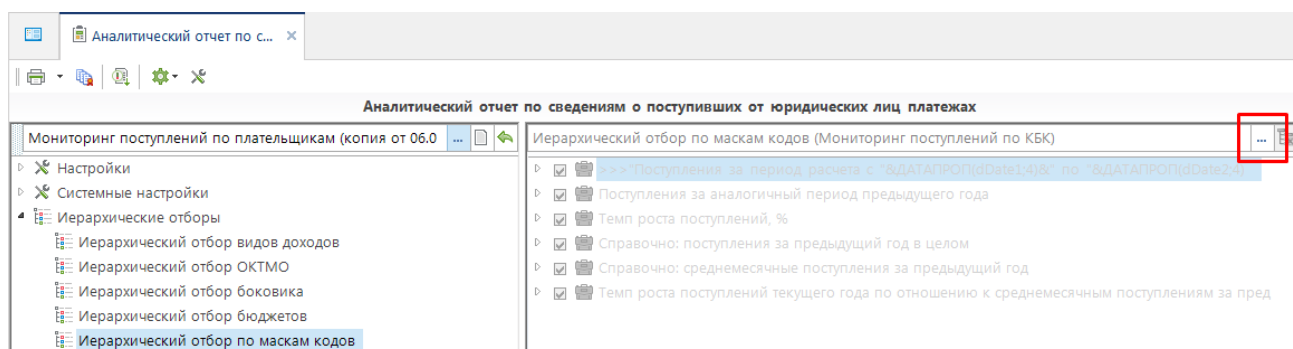 Аналитический отчет по с...
Аналитический отчет по сведениям о поступивших от юридических лиц платежах
Мониторинг поступлений по плательщикам (копия от 06.0 ...
Настройки
Системные настройки
Иерархические отборы
Иерархический отбор видов доходов
Иерархический отбор ОКТМО
Иерархический отбор боковика
Иерархический отбор бюджетов
Иерархический отбор по маскам кодов
Иерархический отбор по маскам кодов (Мониторинг поступлений по КБК) ...
>>>"Поступления за период расчета с "&ДАТАПРОП(dDate1;4)&" по "&ДАТАПРОП(dDate2;4)
Поступления за аналогичный период предыдущего года
Темп роста поступлений, %
Справочно: поступления за предыдущий год в целом
Справочно: среднемесячные поступления за предыдущий год
Темп роста поступлений текущего года по отношению к среднемесячным поступлениям за пред